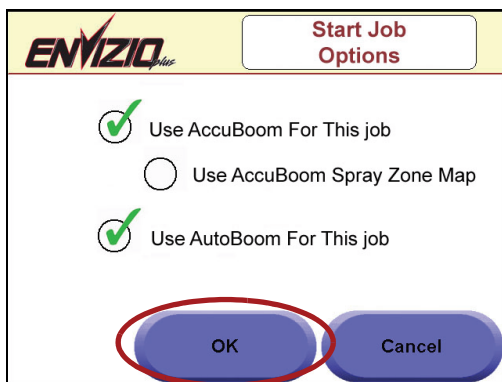 ENVIZIO plus
Start Job
Options
Use AccuBoom For This job
Use AccuBoom Spray Zone Map
Use AutoBoom For This job
OK
Cancel